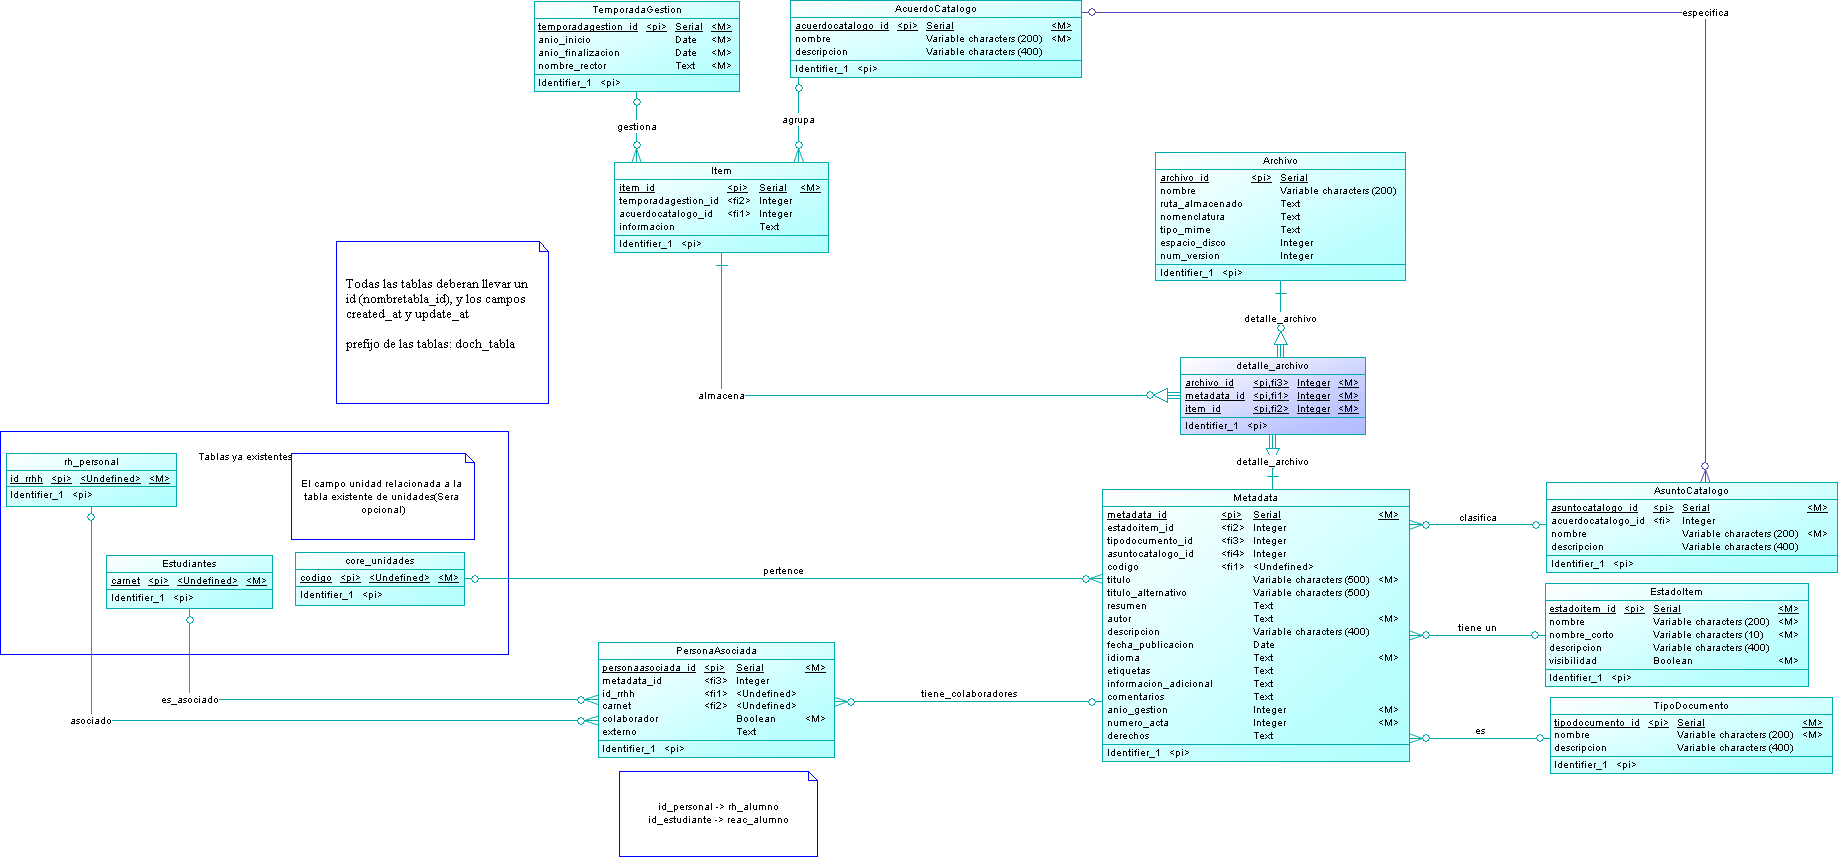 TemporadaGestion
temporadagestion_id <pi> Serial <M>
anio_inicio Date <M>
anio_finalizacion Date <M>
nombre_rector Text <M>
Identifier_1 <pi>
AcuerdoCatalogo
acuerdocatalogo_id <pi> Serial <M>
nombre Variable characters (200) <M>
descripcion Variable characters (400)
Identifier_1 <pi>
especifica
gestiona
agrupa
Item
item_id <pi> Serial <M>
temporadagestion_id <fi2> Integer
acuerdocatalogo_id <fi1> Integer
informacion Text
Identifier_1 <pi>
Archivo
archivo_id <pi> Serial
nombre Variable characters (200)
ruta_almacenado Text
nomenclatura Text
tipo_mime Text
espacio_disco Integer
num_version Integer
Identifier_1 <pi>
Todas las tablas deberan llevar un
id (nombretabla_id), y los campos
created_at y update_at
prefijo de las tablas: doch_tabla
detalle_archivo
detalle_archivo
archivo_id <pi,fi3> Integer <M>
metadata_id <pi,fi1> Integer <M>
item_id <pi,fi2> Integer <M>
Identifier_1 <pi>
almacena
detalle_archivo
Tablas ya existentes
rh_personal
id_rrhh <pi> <Undefined> <M>
Identifier_1 <pi>
El campo unidad relacionada a la
tabla existente de unidades(Sera
opcional)
Estudiantes
carnet <pi> <Undefined> <M>
Identifier_1 <pi>
core_unidades
codigo <pi> <Undefined> <M>
Identifier_1 <pi>
pertence
Metadata
metadata_id <pi> Serial <M>
estadoitem_id <fi2> Integer
tipodocumento_id <fi3> Integer
asuntocatalogo_id <fi4> Integer
codigo <fi1> <Undefined>
titulo Variable characters (500) <M>
titulo_alternativo Variable characters (500)
resumen Text
autor Text <M>
descripcion Variable characters (400)
fecha_publicacion Date
idioma Text <M>
etiquetas Text
informacion_adicional Text
comentarios Text
anio_gestion Integer <M>
numero_acta Integer <M>
derechos Text
Identifier_1 <pi>
clasifica
AsuntoCatalogo
asuntocatalogo_id <pi> Serial <M>
acuerdocatalogo_id <fi> Integer
nombre Variable characters (200) <M>
descripcion Variable characters (400)
Identifier_1 <pi>
tiene un
EstadoItem
estadoitem_id <pi> Serial <M>
nombre Variable characters (200) <M>
nombre_corto Variable characters (10) <M>
descripcion Variable characters (400)
visibilidad Boolean <M>
Identifier_1 <pi>
es
TipoDocumento
tipodocumento_id <pi> Serial <M>
nombre Variable characters (200) <M>
descripcion Variable characters (400)
Identifier_1 <pi>
PersonaAsociada
personaasociada_id <pi> Serial <M>
metadata_id <fi3> Integer
id_rrhh <fi1> <Undefined>
carnet <fi2> <Undefined>
colaborador Boolean <M>
externo Text
Identifier_1 <pi>
tiene_colaboradores
es_asociado
asociado
id_personal -> rh_alumno
id_estudiante -> reac_alumno